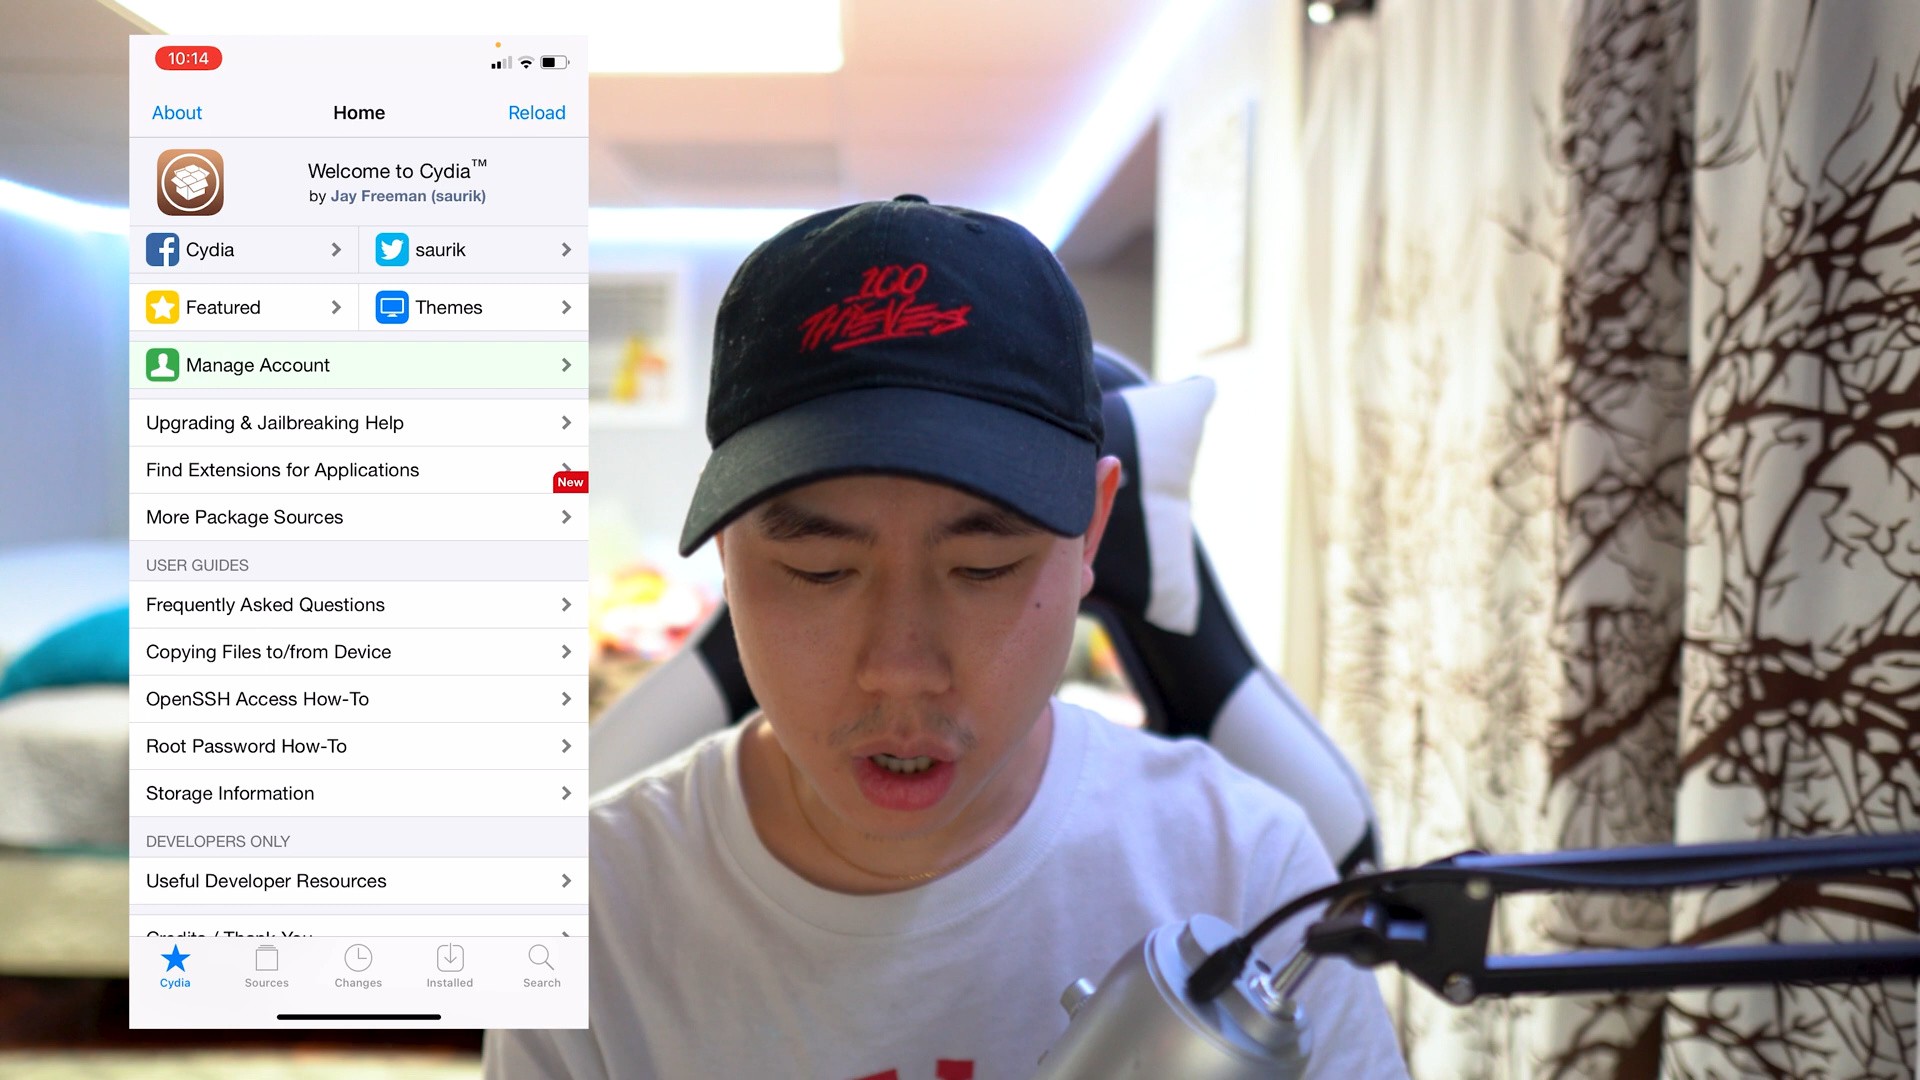 10:14
About
Home
Reload
Welcome to Cydia™
by Jay Freeman (saurik)
Cydia
saurik
Featured
Themes
Manage Account
Upgrading & Jailbreaking Help
Find Extensions for Applications
New
More Package Sources
USER GUIDES
Frequently Asked Questions
Copying Files to/from Device
OpenSSH Access How-To
Root Password How-To
Storage Information
DEVELOPERS ONLY
Useful Developer Resources
Credits / Thank You
Cydia
Sources
Changes
Installed
Search
100
THIEVES